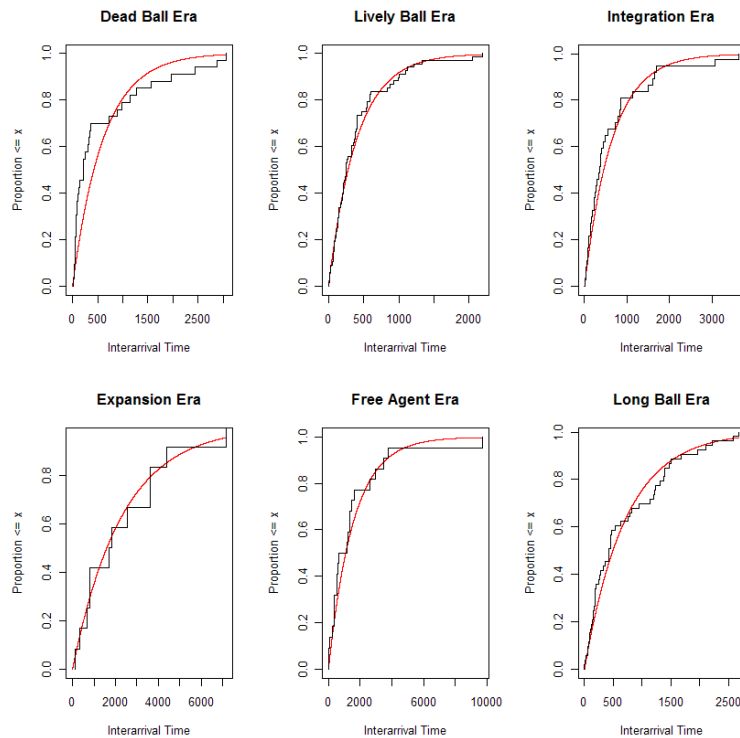 Dead Ball Era
Proportion <= x
0.0 0.2 0.4 0.6 0.8 1.0
0 500 1500 2500
Interarrival Time
Lively Ball Era
Proportion <= x
0.0 0.2 0.4 0.6 0.8 1.0
0 500 1000 2000
Interarrival Time
Integration Era
Proportion <= x
0.0 0.2 0.4 0.6 0.8 1.0
0 1000 2000 3000
Interarrival Time
Expansion Era
Proportion <= x
0.0 0.2 0.4 0.6 0.8
0 2000 4000 6000
Interarrival Time
Free Agent Era
Proportion <= x
0.0 0.2 0.4 0.6 0.8 1.0
0 2000 6000 10000
Interarrival Time
Long Ball Era
Proportion <= x
0.0 0.2 0.4 0.6 0.8 1.0
0 500 1500 2500
Interarrival Time